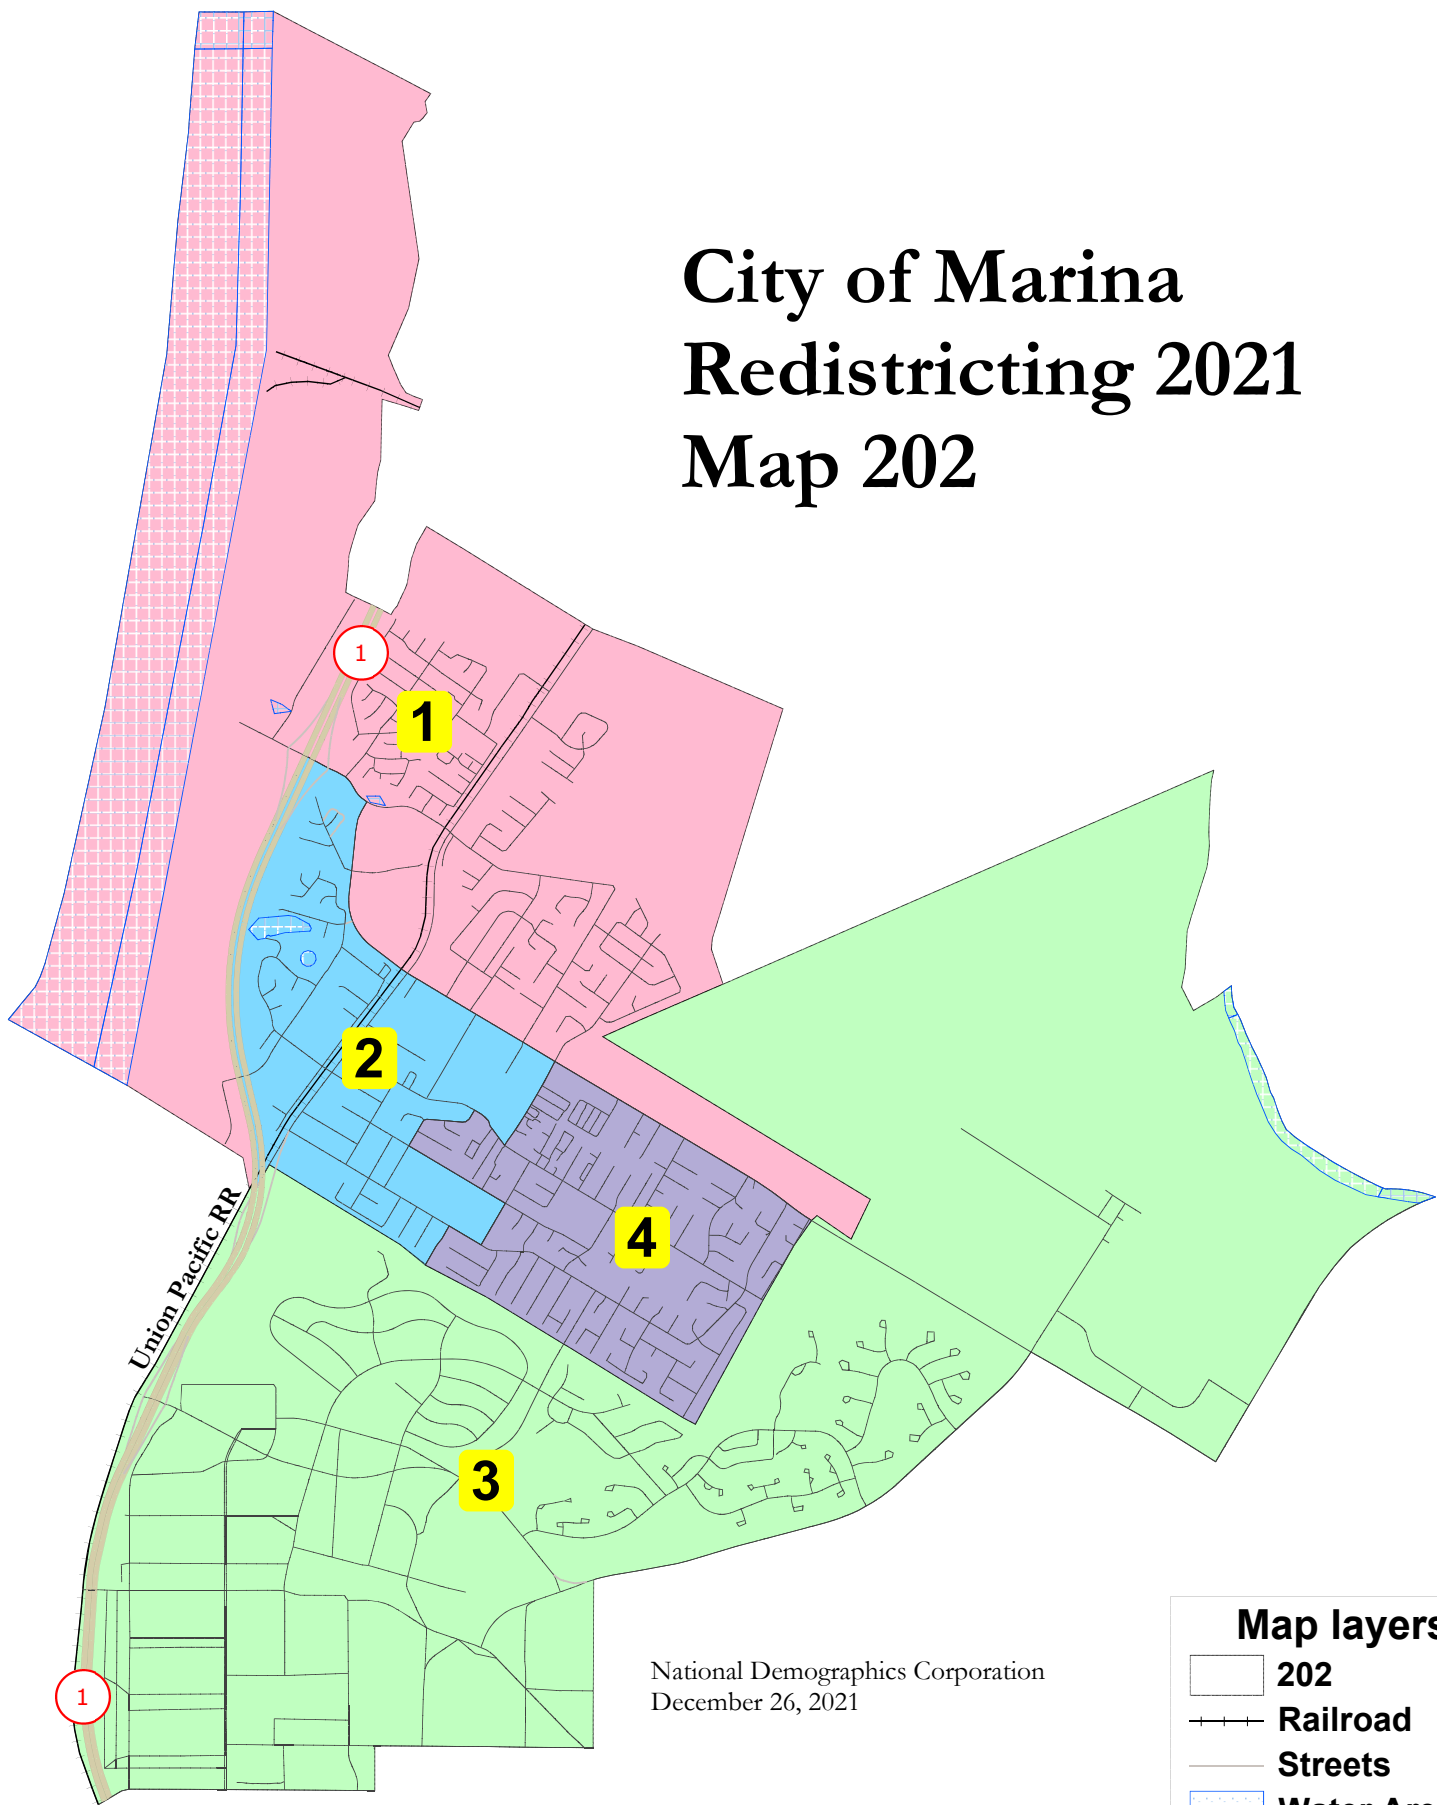 City of Marina
Redistricting 2021
Map 202
1
1
2
4
Union Pacific RR
3
1
National Demographics Corporation
December 26, 2021
Map layers
202
Railroad
Streets
Water